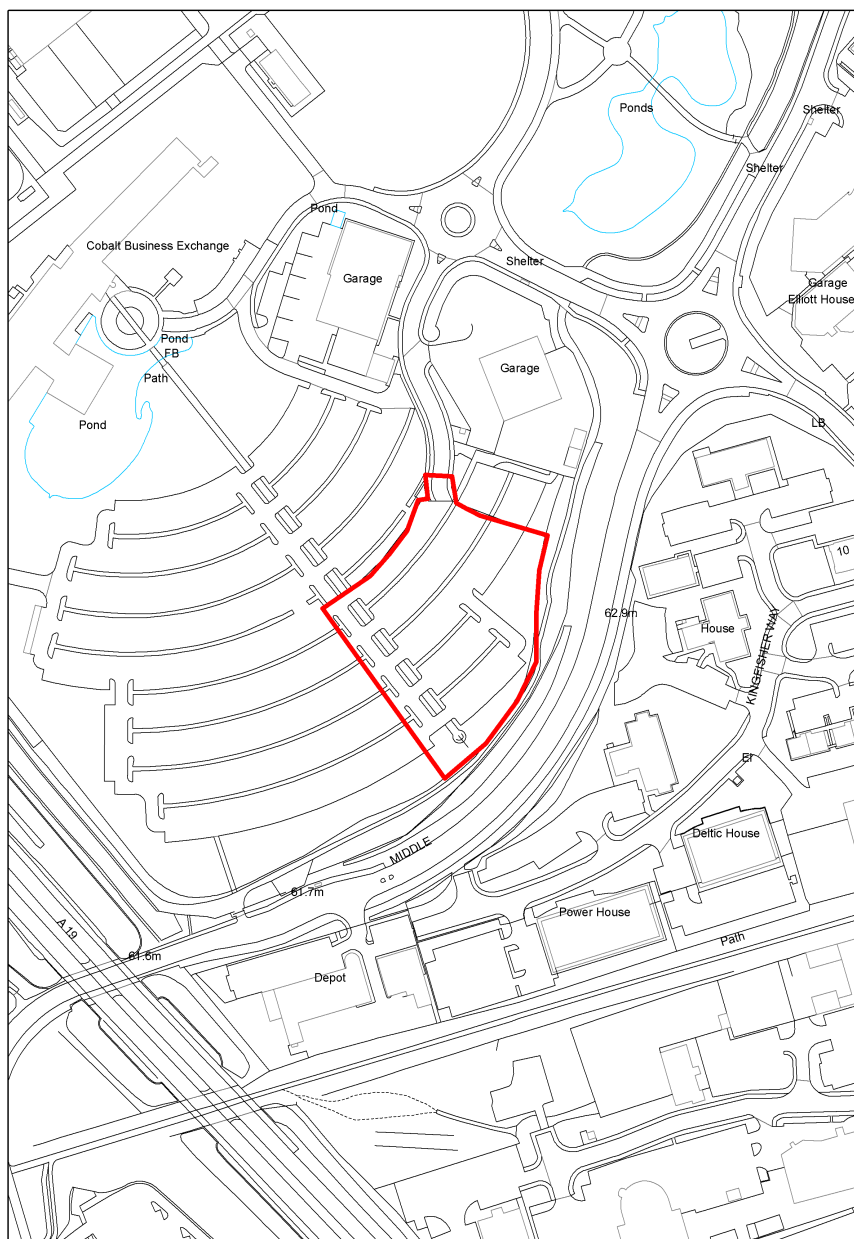 Ponds
Shelter
Shelter
Pond
Cobalt Business Exchange
Shelter
Garage
Garage
Elliott House
Pond
FB
Path
Garage
Pond
LB
10
62.9m
House
KINGFISHER WAY
El
Deltic House
MIDDLE
61.7m
Power House
A 19
Path
61.6m
Depot